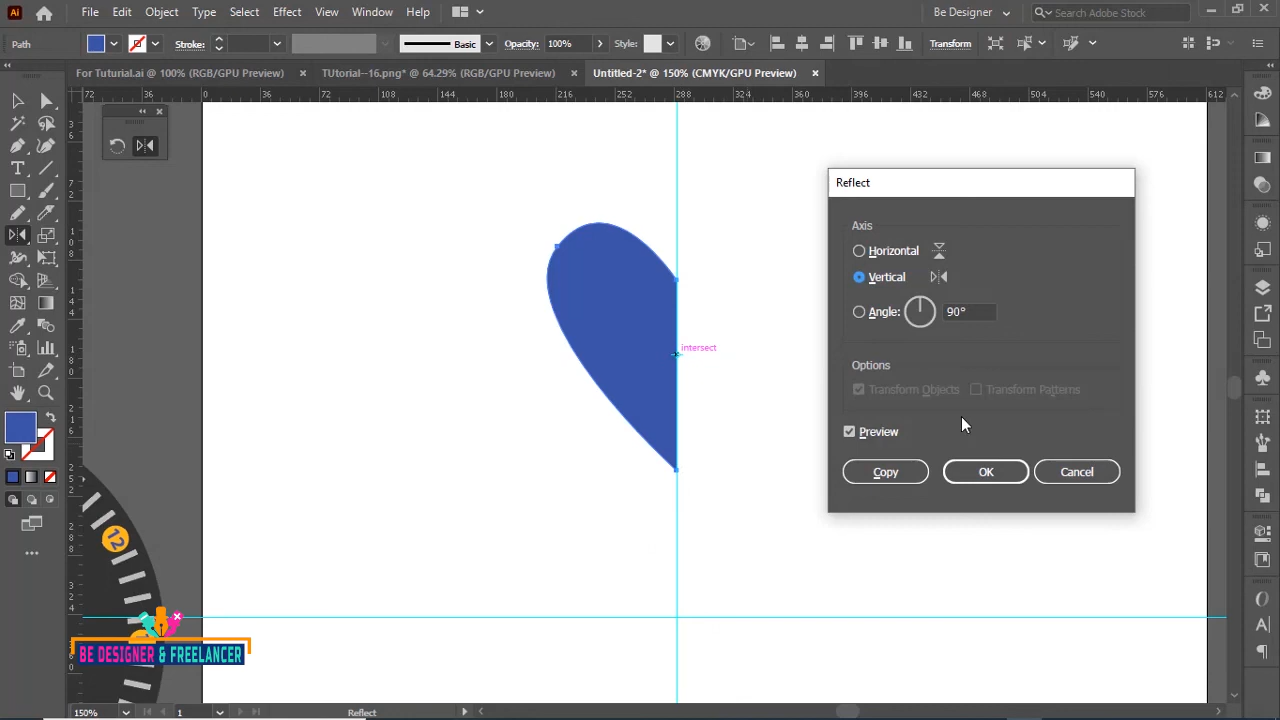 Ai File Edit Object Type Select Effect View Window Help Be Designer Search Adobe Stock
Path Stroke: Basic Opacity: 100% Style: Transform
For Tuturial.ai @ 100% (RGB/GPU Preview) TUtorial--16.png* @ 64.29% (RGB/GPU Preview) Untitled-2* @ 150% (CMYK/GPU Preview)
72 36 0 36 72 108 144 180 216 252 288 324 360 396 432 468 504 540 576 612
Reflect
Axis
Horizontal
Vertical
Angle: 90°
intersect
Options
Transform Objects Transform Patterns
Preview
Copy OK Cancel
12
BE DESIGNER & FREELANCER
150% 1 Reflect